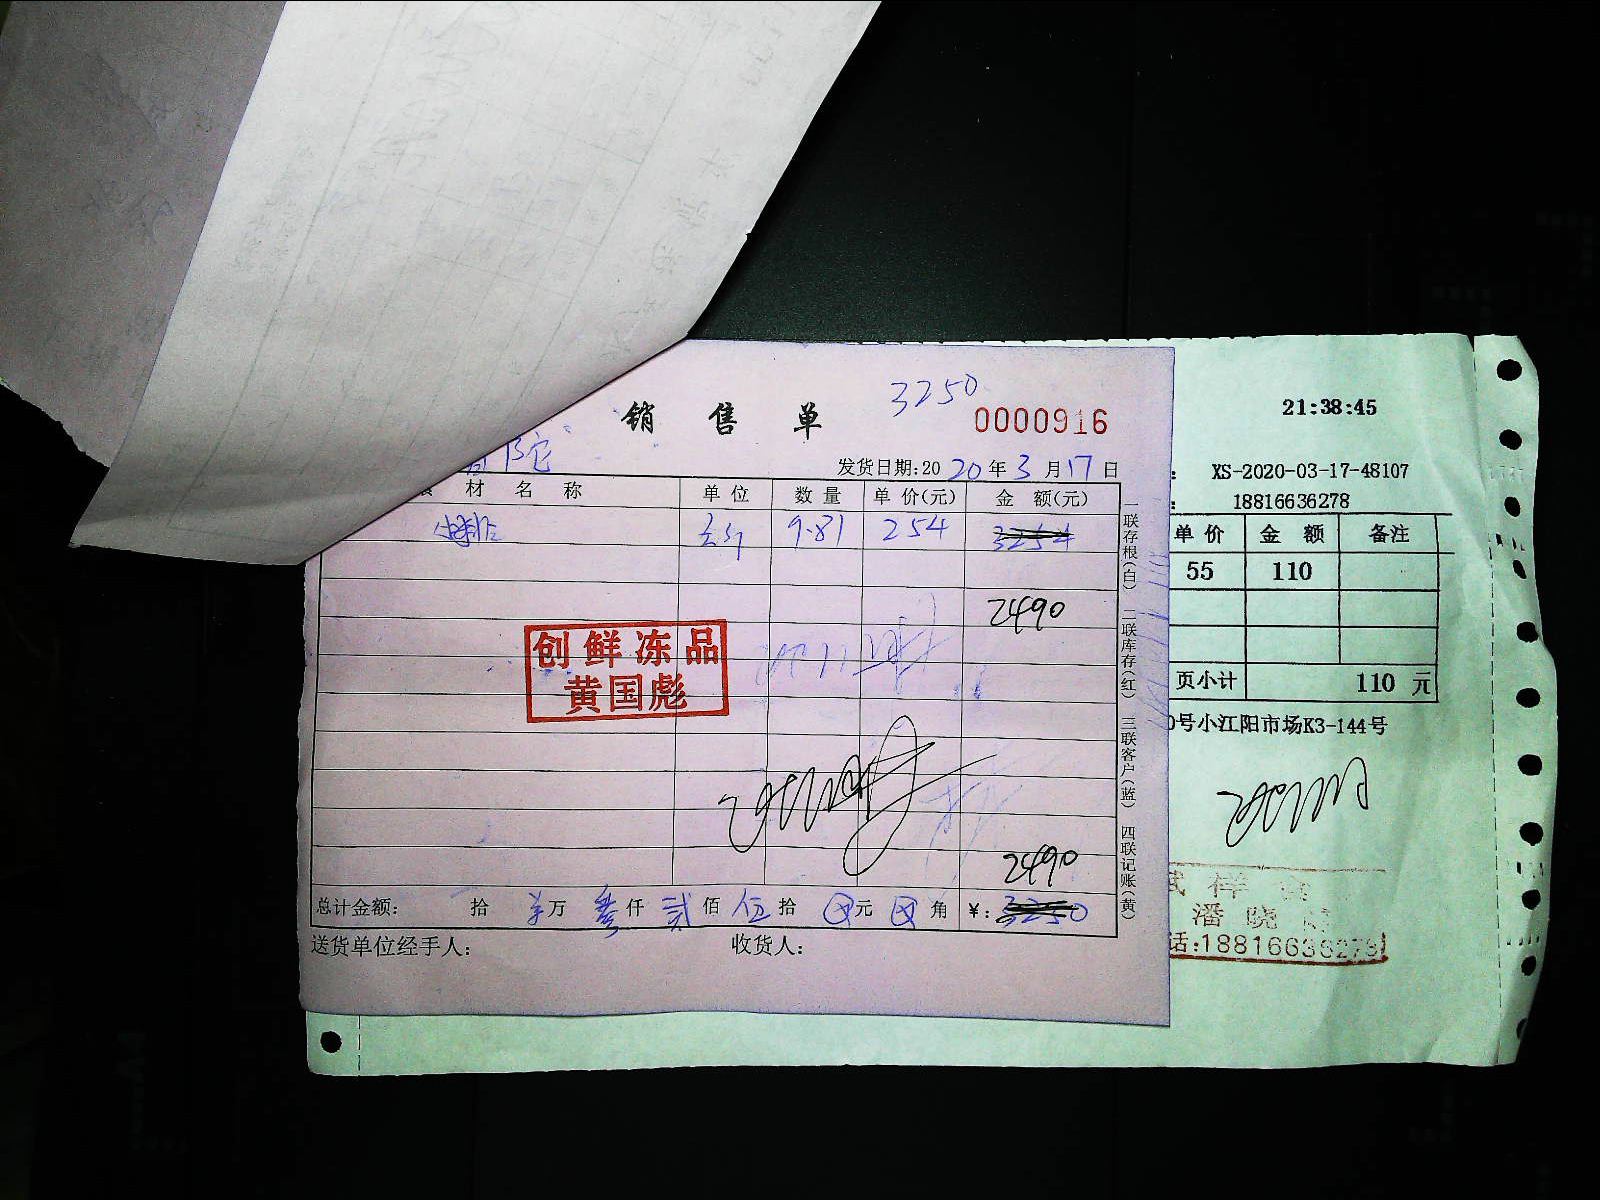 3250
销 售 单
0000916
发货日期:20 20 年 3 月 17 日
材 名 称 单 位 数 量 单 价(元) 金 额(元)
9.81 254 3254
2490
创鲜冻品
黄国彪
2490
总计金额: 拾 万 叁 仟 贰 佰 伍 拾 元 角 ¥: 3250
送货单位经手人: 收货人:
一联存根(白) 二联库存(红) 三联客户(蓝) 四联记账(黄)
21:38:45
XS-2020-03-17-48107
18816636278
单 价 金 额 备注
55 110
页小计 110 元
0号小江阳市场K3-144号
潘 晓
话:18816636278